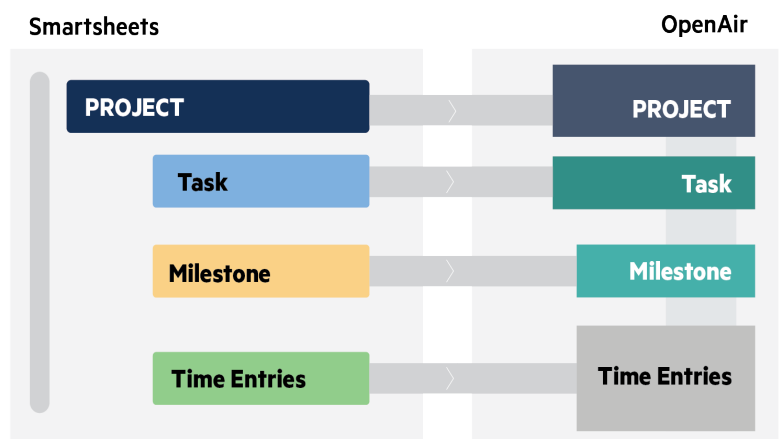 Smartsheets
OpenAir
PROJECT
PROJECT
Task
Task
Milestone
Milestone
Time Entries
Time Entries